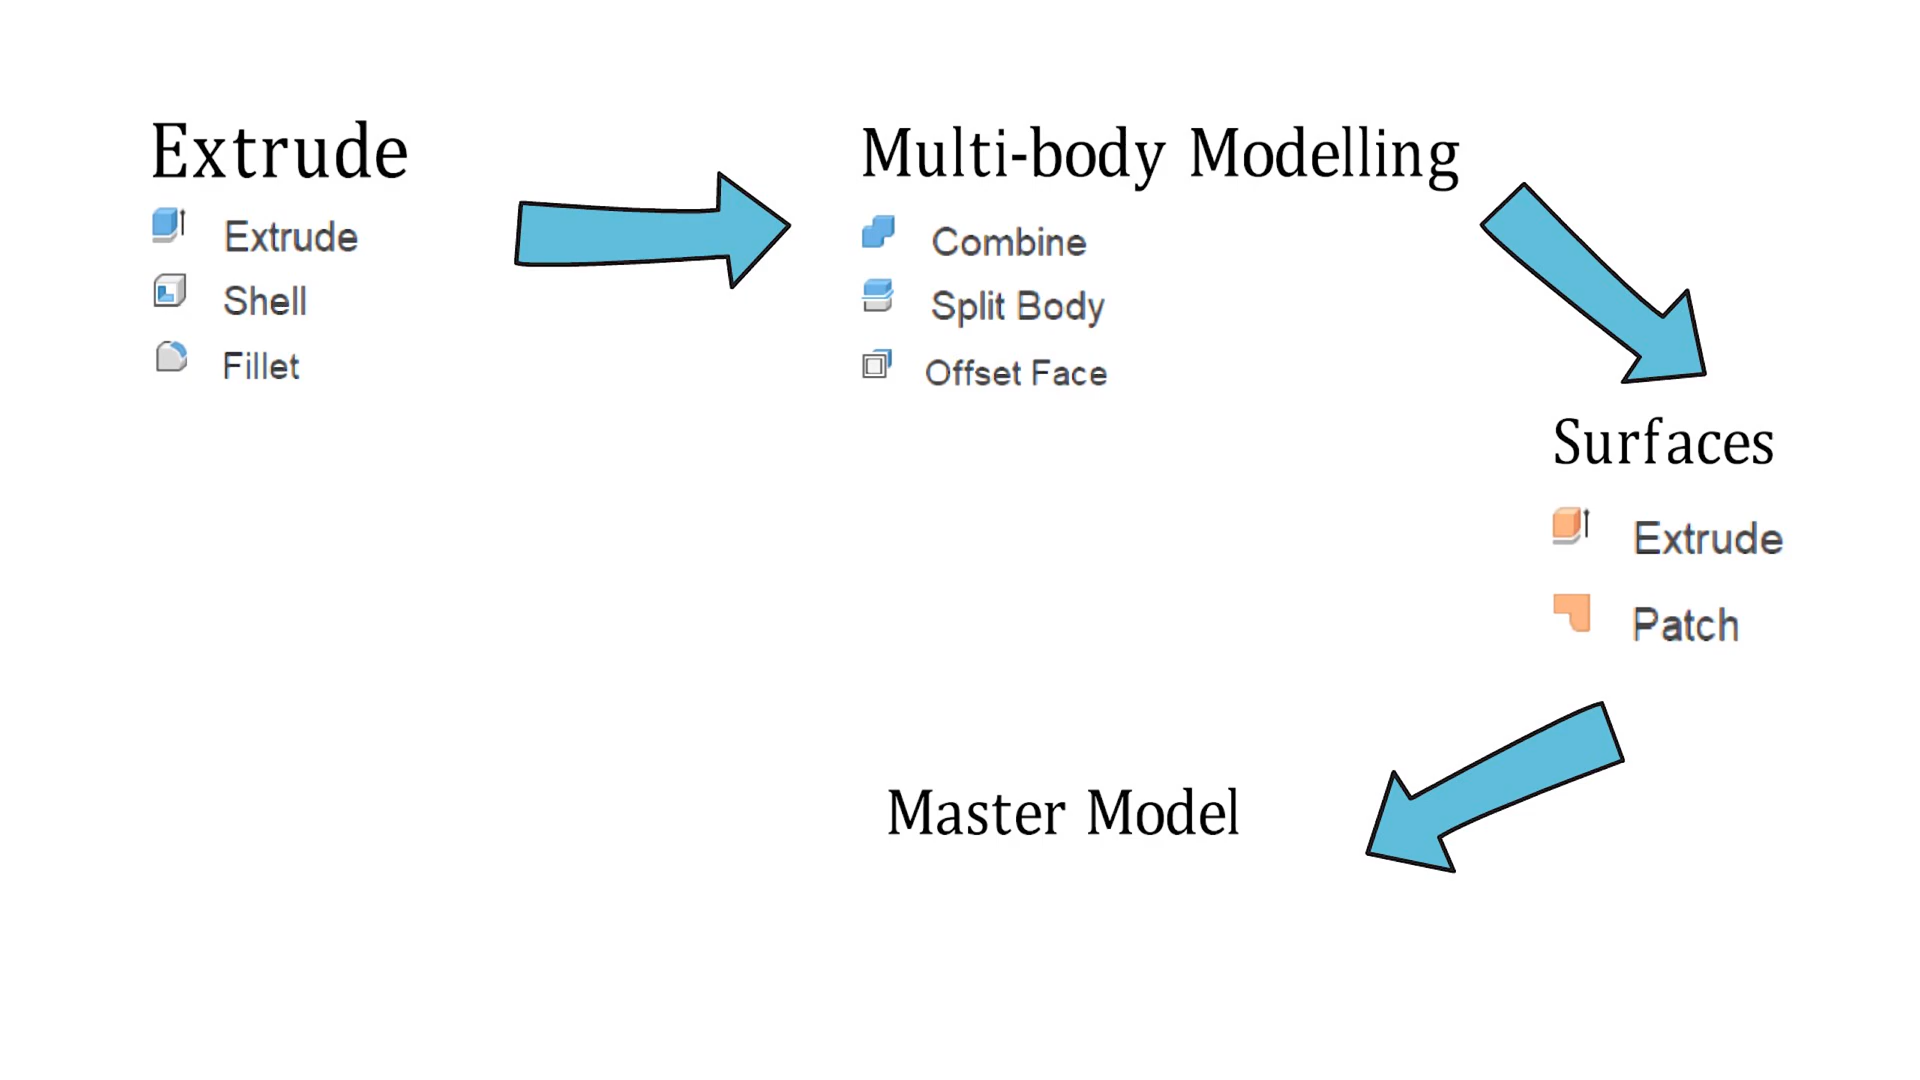 Extrude
Extrude
Shell
Fillet
Multi-body Modelling
Combine
Split Body
Offset Face
Surfaces
Extrude
Patch
Master Model